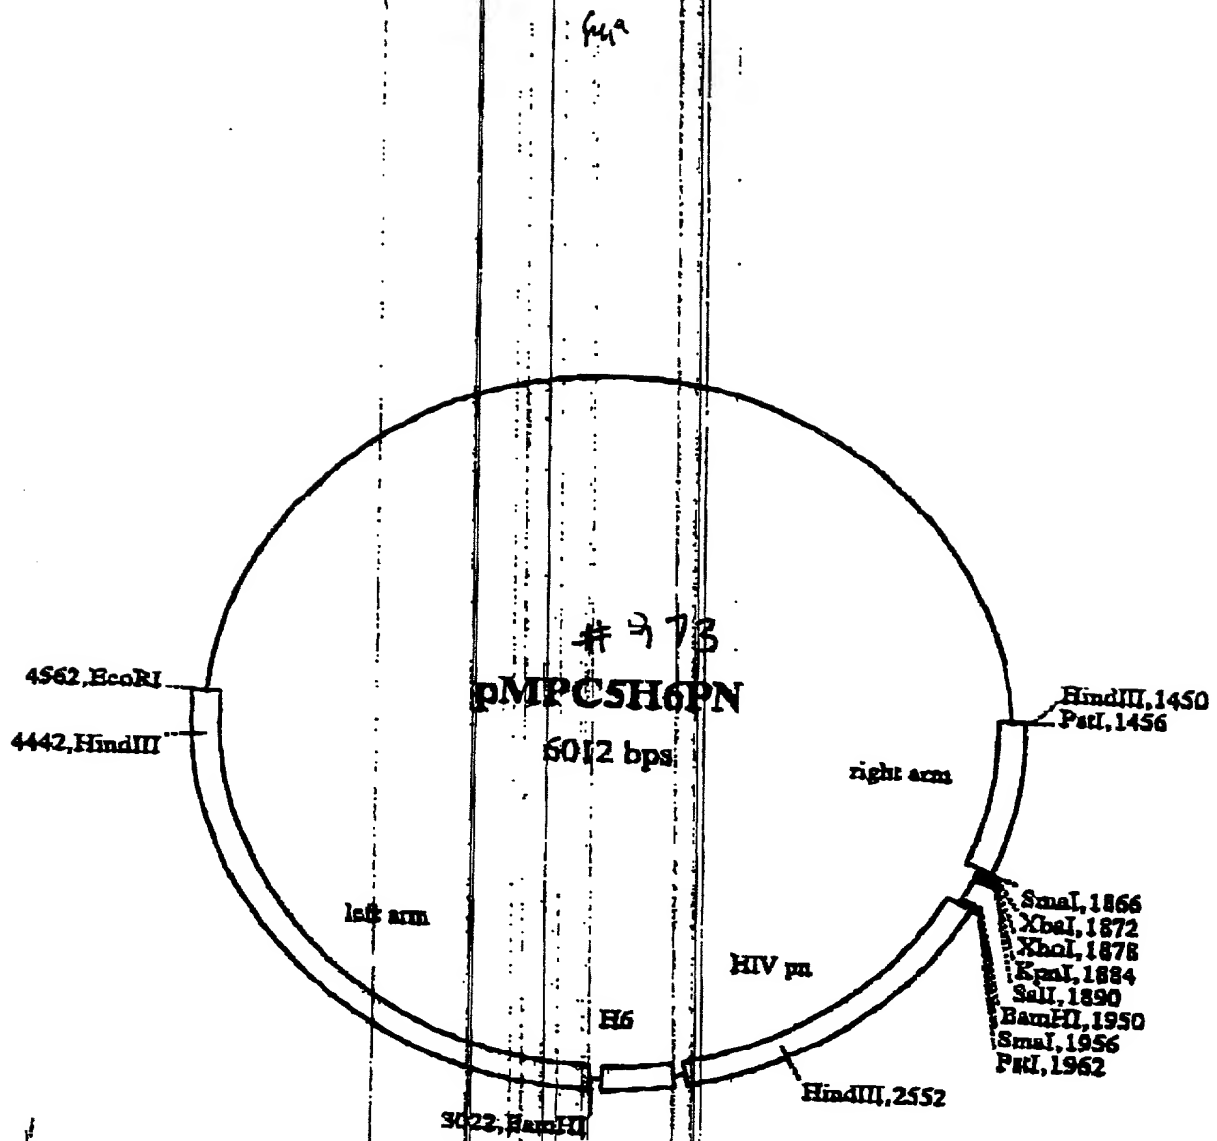 # 973
pMPC5H6PN
6012 bps
4562,EcoRI
4442,HindIII
HindIII,1450
PstI,1456
right arm
SmaI,1866
XbaI,1872
XhoI,1878
KpnI,1884
SalI,1890
BamHI,1950
SmaI,1956
PstI,1962
left arm
HIV pn
H6
HindIII,2552
3022,BamHI